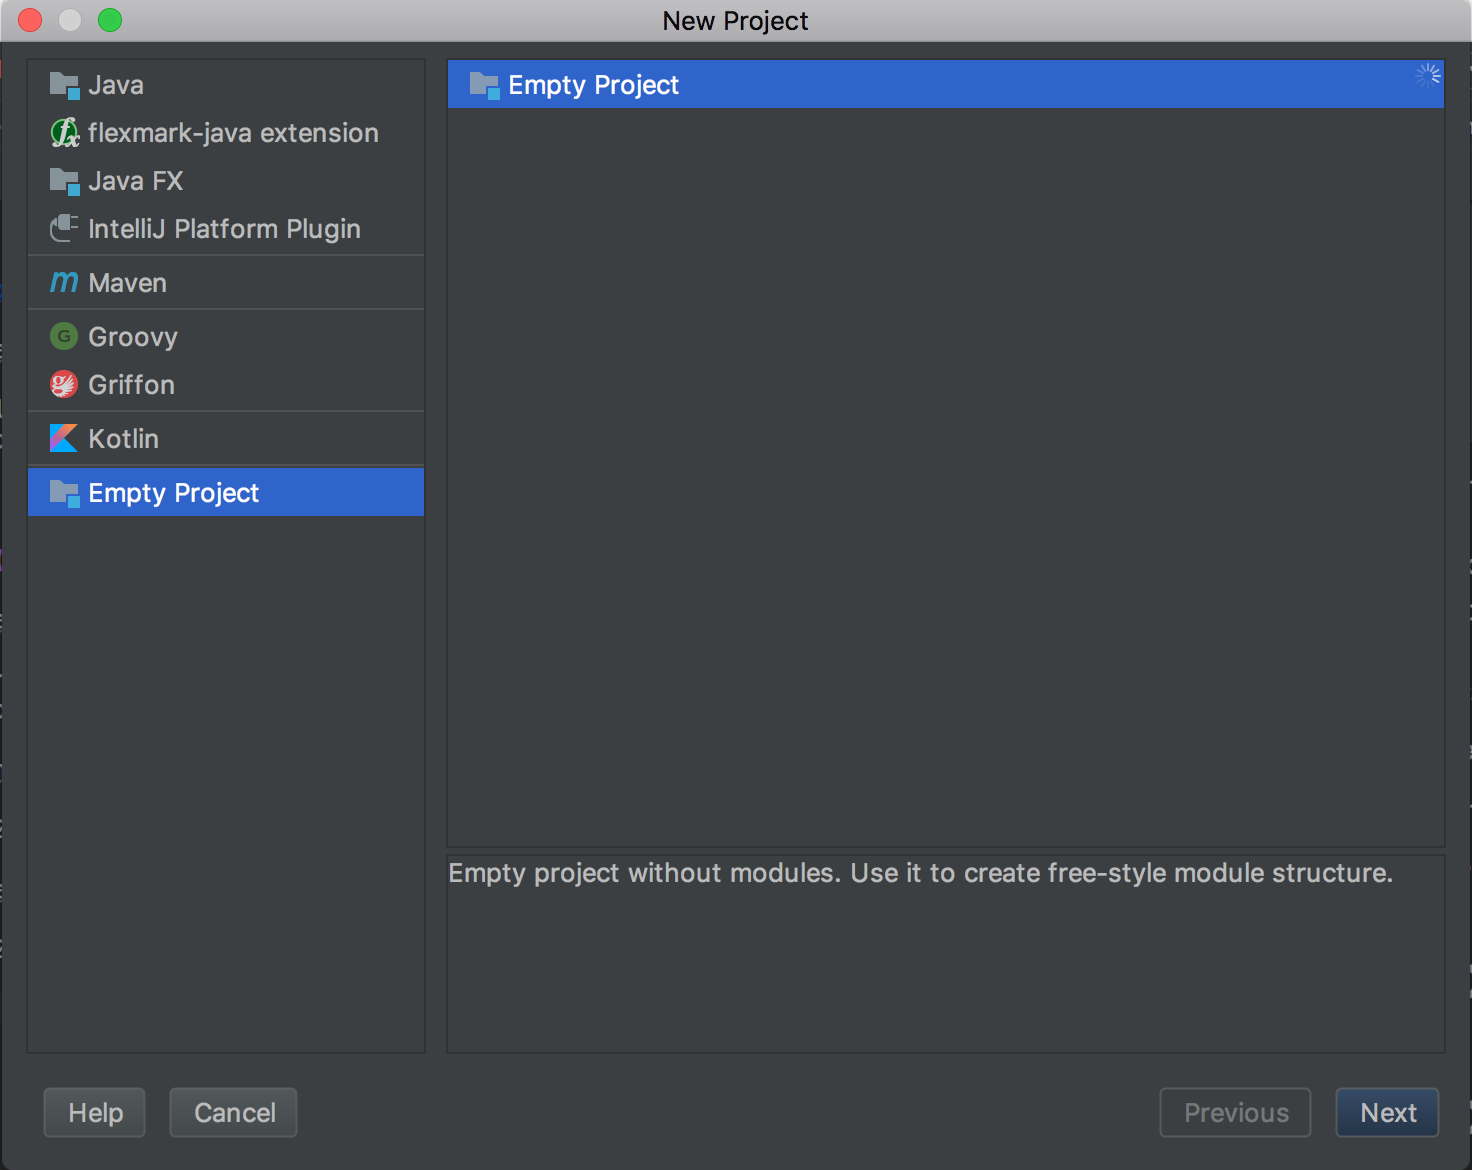 New Project
Java
flexmark-java extension
Java FX
IntelliJ Platform Plugin
Maven
Groovy
Griffon
Kotlin
Empty Project
Empty Project
Empty project without modules. Use it to create free-style module structure.
Help
Cancel
Previous
Next